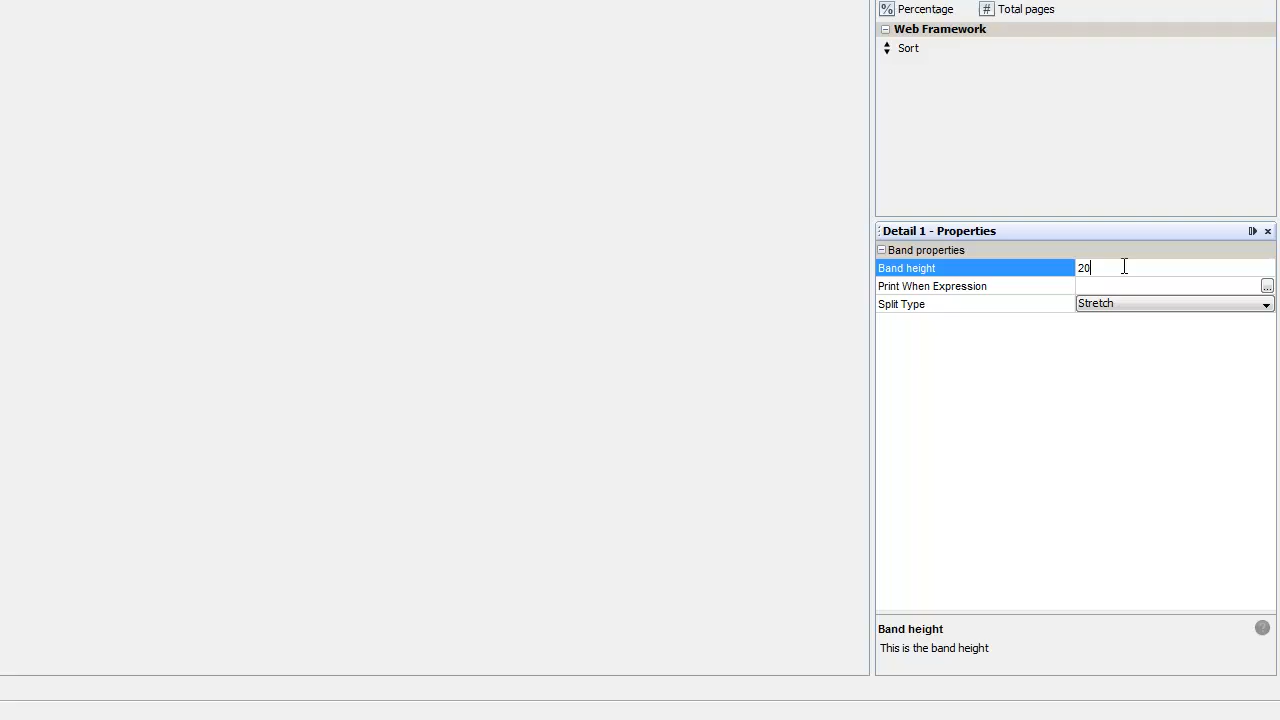 % Percentage # Total pages
Web Framework
Sort
Detail 1 - Properties
Band properties
Band height 20
Print When Expression ...
Split Type Stretch
Band height ?
This is the band height